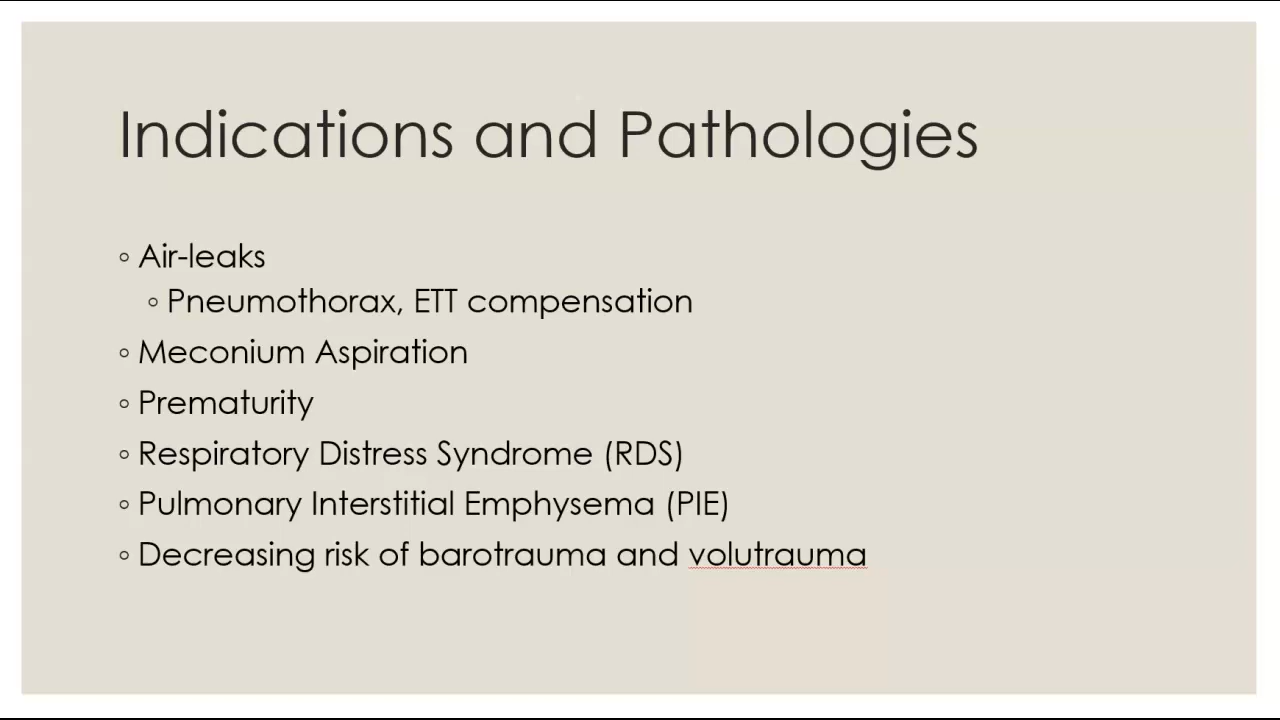 Indications and Pathologies
◦ Air-leaks
◦ Pneumothorax, ETT compensation
◦ Meconium Aspiration
◦ Prematurity
◦ Respiratory Distress Syndrome (RDS)
◦ Pulmonary Interstitial Emphysema (PIE)
◦ Decreasing risk of barotrauma and volutrauma